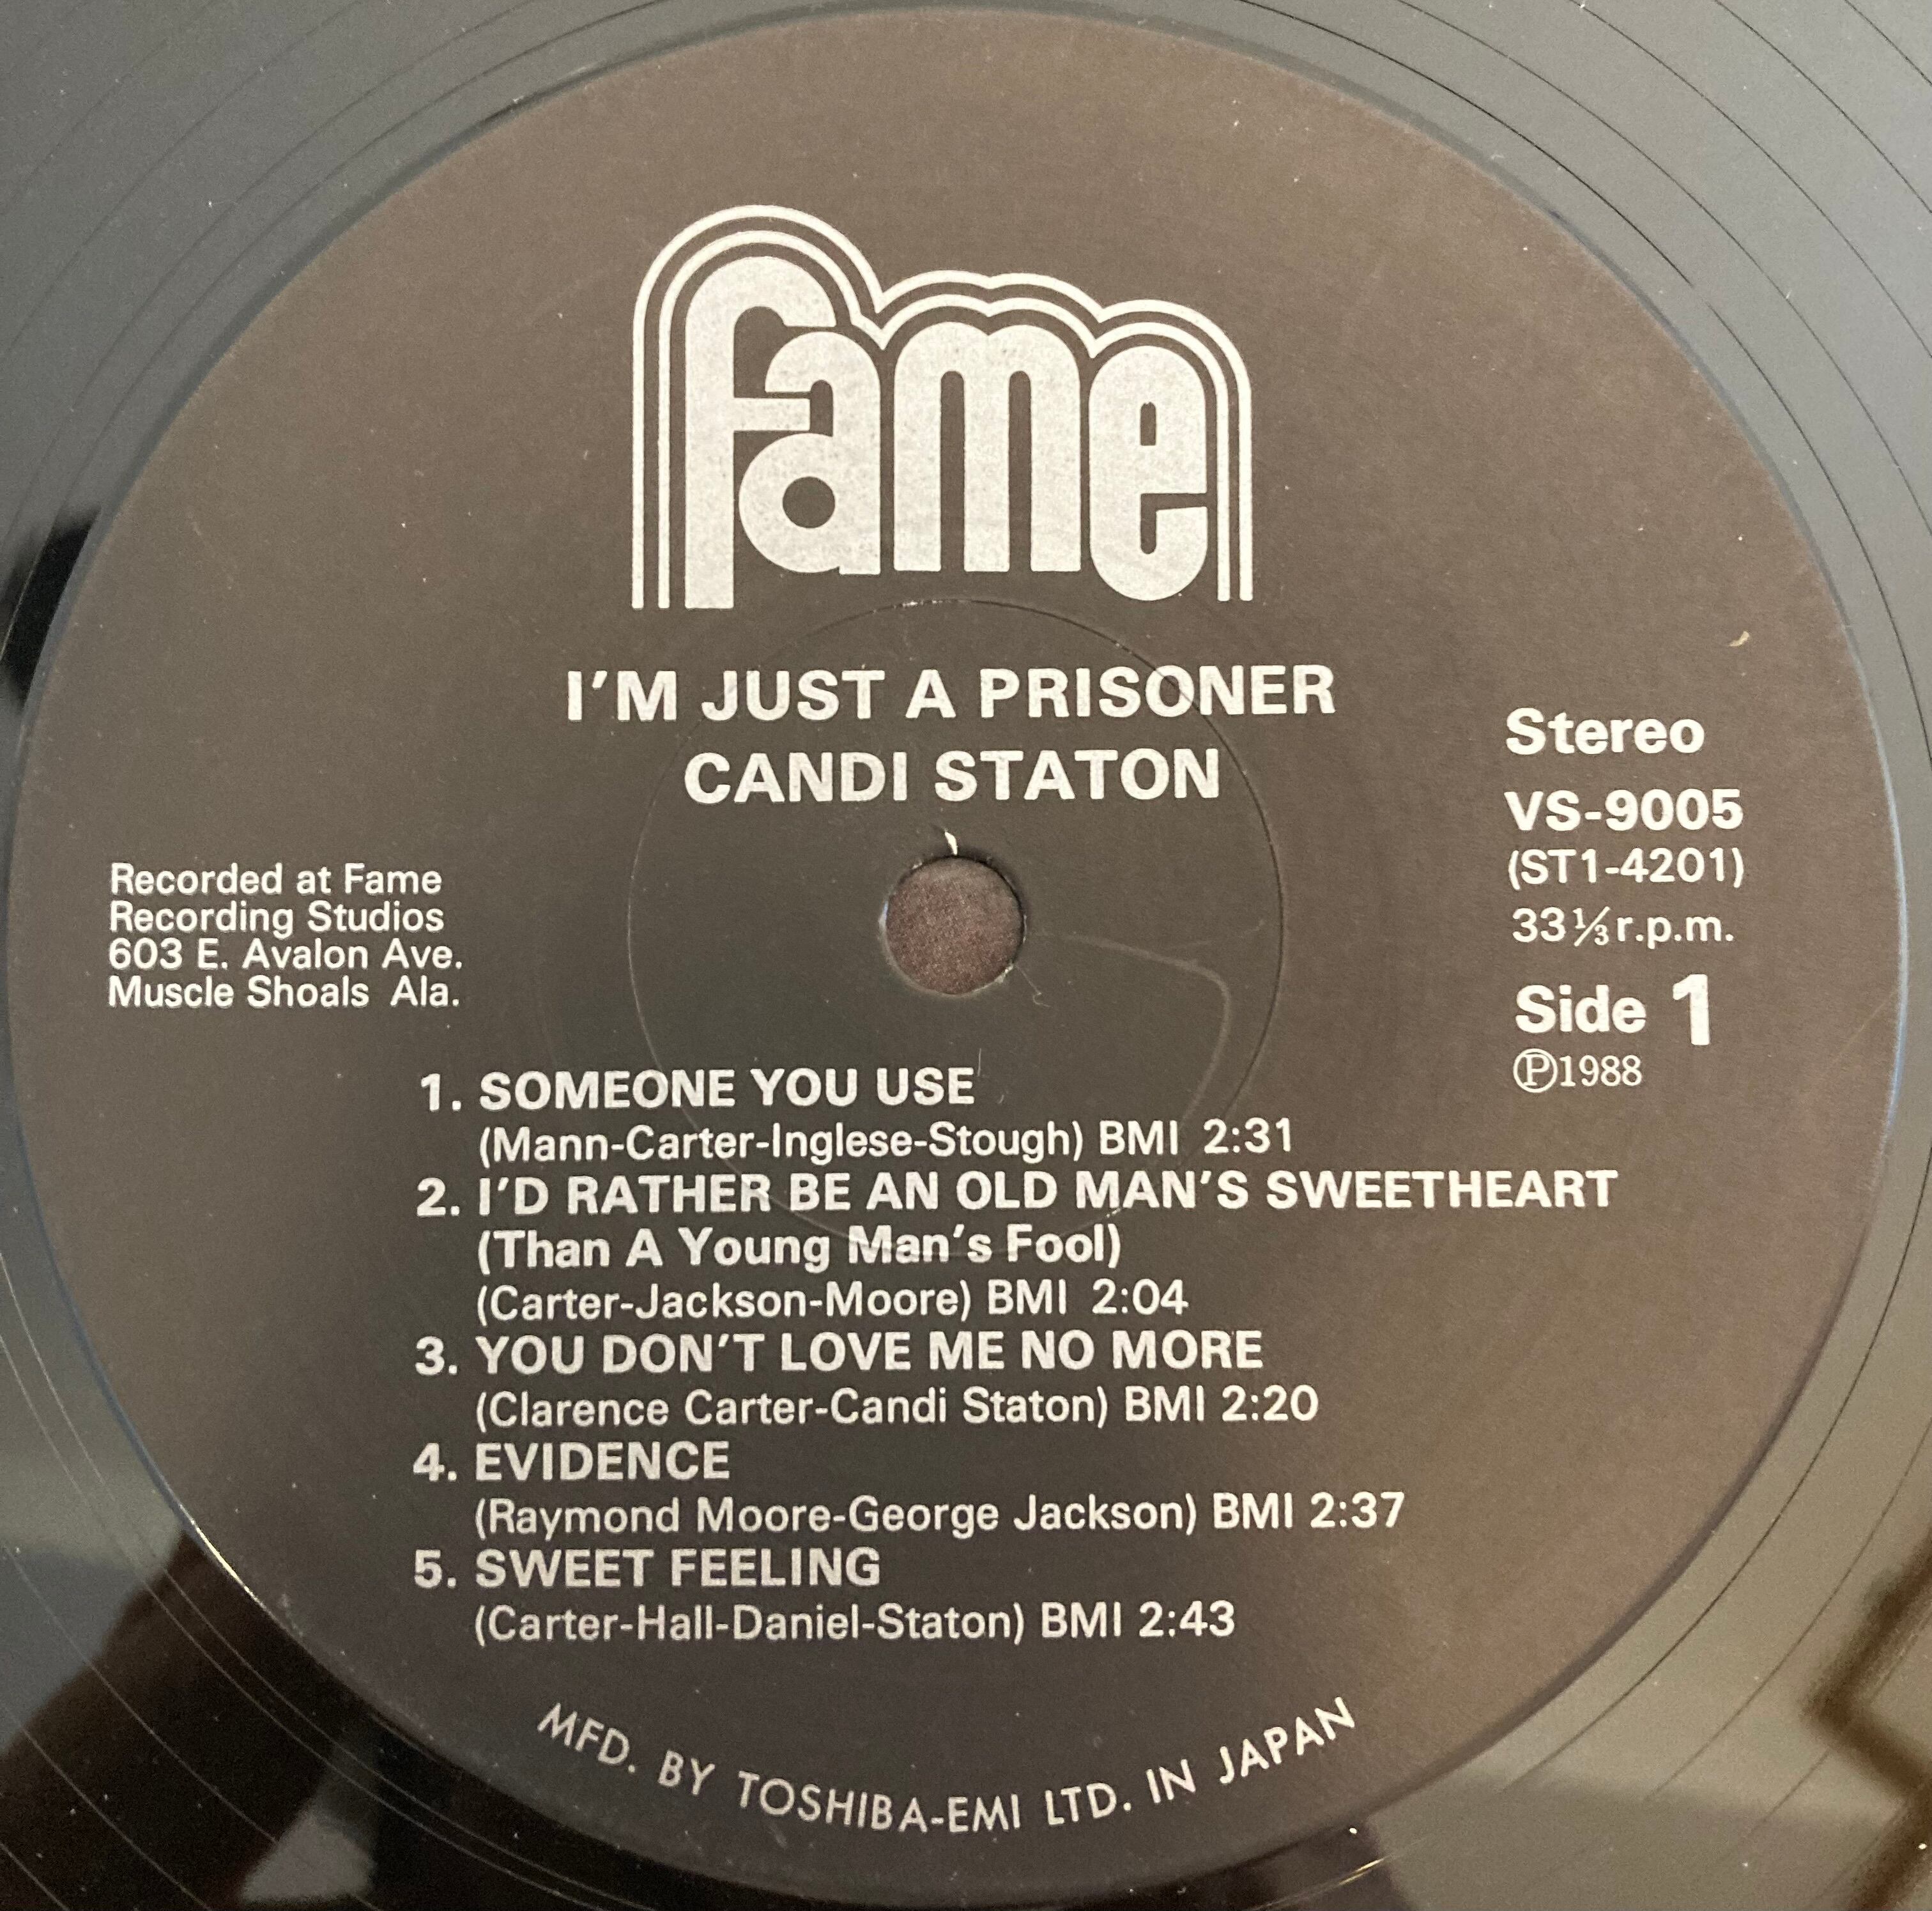 fame
I'M JUST A PRISONER
CANDI STATON
Stereo
VS-9005
(ST1-4201)
33⅓ r.p.m.
Side 1
℗1988
Recorded at Fame
Recording Studios
603 E. Avalon Ave.
Muscle Shoals Ala.
1. SOMEONE YOU USE
(Mann-Carter-Inglese-Stough) BMI 2:31
2. I'D RATHER BE AN OLD MAN'S SWEETHEART
(Than A Young Man's Fool)
(Carter-Jackson-Moore) BMI 2:04
3. YOU DON'T LOVE ME NO MORE
(Clarence Carter-Candi Staton) BMI 2:20
4. EVIDENCE
(Raymond Moore-George Jackson) BMI 2:37
5. SWEET FEELING
(Carter-Hall-Daniel-Staton) BMI 2:43
MFD. BY TOSHIBA-EMI LTD. IN JAPAN